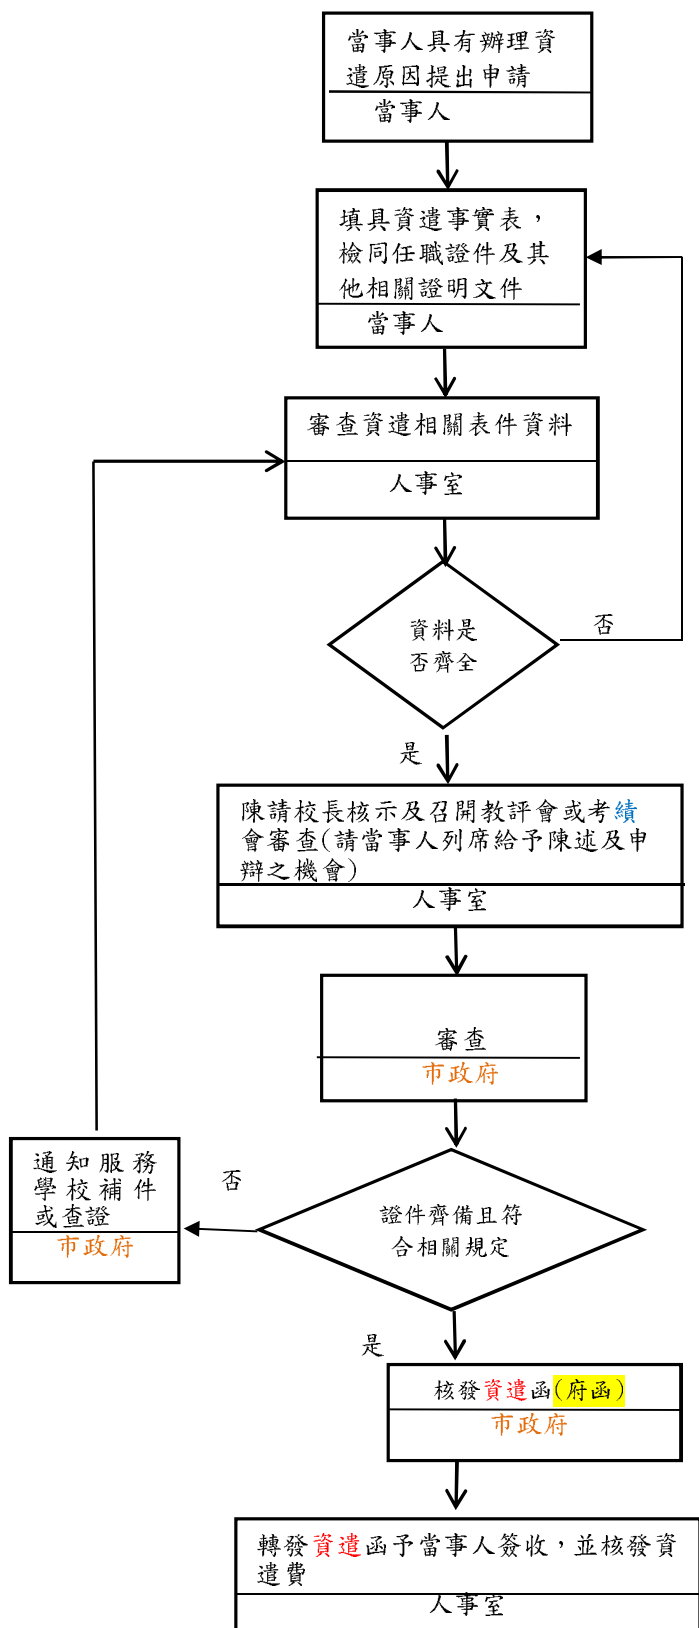 當事人具有辦理資
遣原因提出申請
當事人
填具資遣事實表，
檢同任職證件及其
他相關證明文件
當事人
審查資遣相關表件資料
人事室
資料是
否齊全
否
是
陳請校長核示及召開教評會或考績
會審查(請當事人列席給予陳述及申
辯之機會)
人事室
審查
市政府
通知服務
學校補件
或查證
市政府
否
證件齊備且符
合相關規定
是
核發資遣函(府函)
市政府
轉發資遣函予當事人簽收，並核發資
遣費
人事室